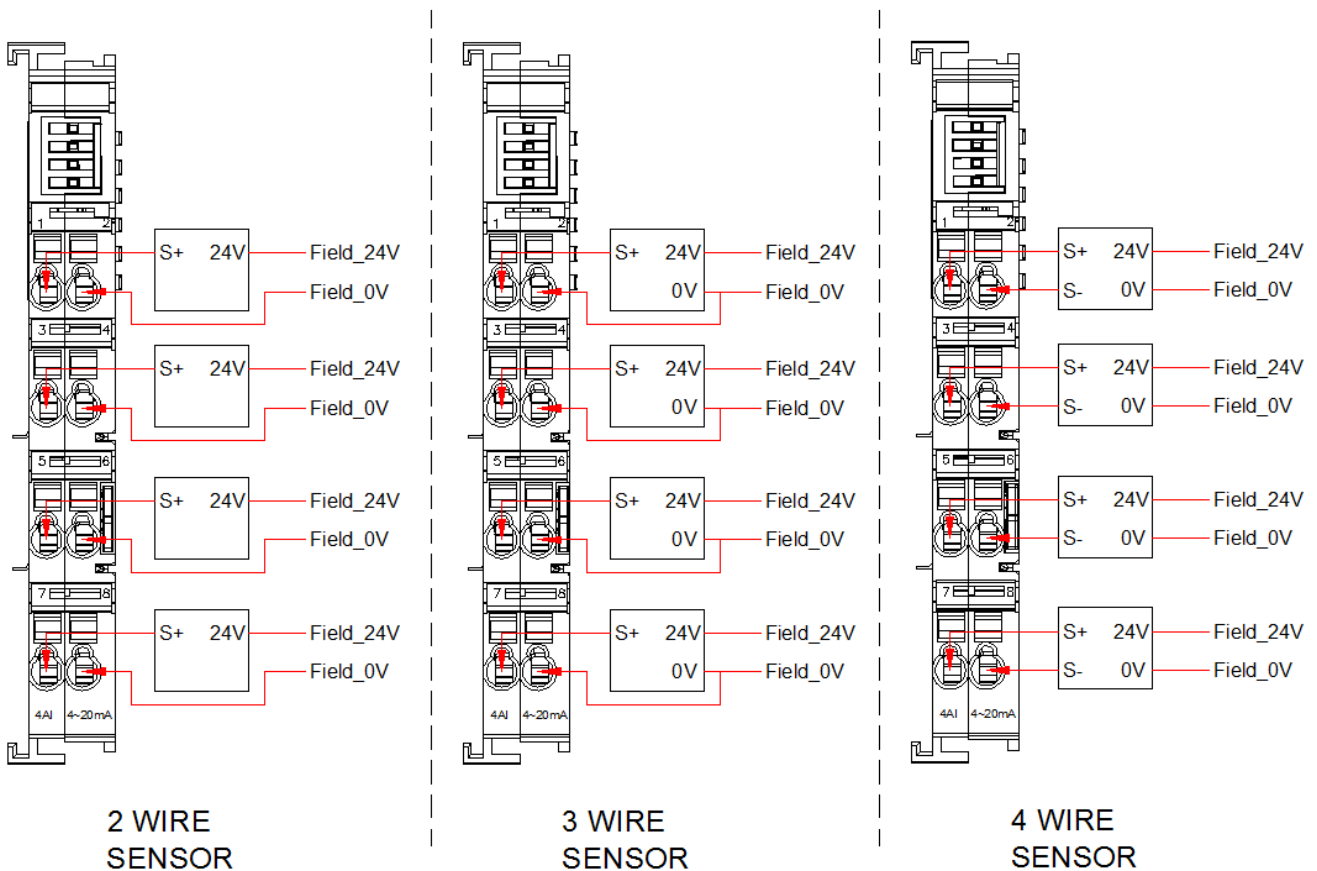 1 2
S+ 24V Field_24V
Field_0V
3 4
S+ 24V Field_24V
Field_0V
5 6
S+ 24V Field_24V
Field_0V
7 8
S+ 24V Field_24V
Field_0V
4AI 4~20mA
2 WIRE
SENSOR
1 2
S+ 24V Field_24V
0V Field_0V
3 4
S+ 24V Field_24V
0V Field_0V
5 6
S+ 24V Field_24V
0V Field_0V
7 8
S+ 24V Field_24V
0V Field_0V
4AI 4~20mA
3 WIRE
SENSOR
1 2
S+ 24V Field_24V
S- 0V Field_0V
3 4
S+ 24V Field_24V
S- 0V Field_0V
5 6
S+ 24V Field_24V
S- 0V Field_0V
7 8
S+ 24V Field_24V
S- 0V Field_0V
4AI 4~20mA
4 WIRE
SENSOR